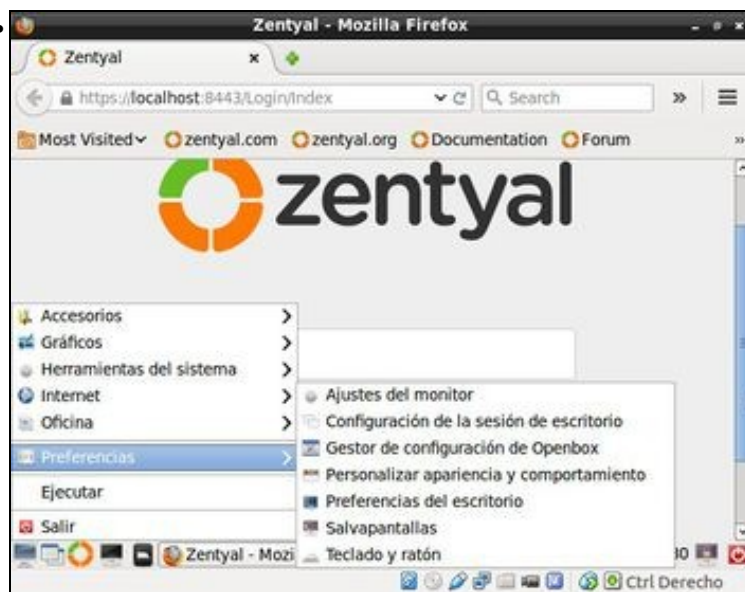 Zentyal - Mozilla Firefox
Zentyal
https://localhost:8443/Login/Index
Search
Most Visited
zentyal.com
zentyal.org
Documentation
Forum
zentyal
Accesorios
Gráficos
Herramientas del sistema
Internet
Oficina
Preferencias
Ejecutar
Salir
Ajustes del monitor
Configuración de la sesión de escritorio
Gestor de configuración de Openbox
Personalizar apariencia y comportamiento
Preferencias del escritorio
Salvapantallas
Teclado y ratón
Zentyal - Mozi
30
Ctrl Derecho